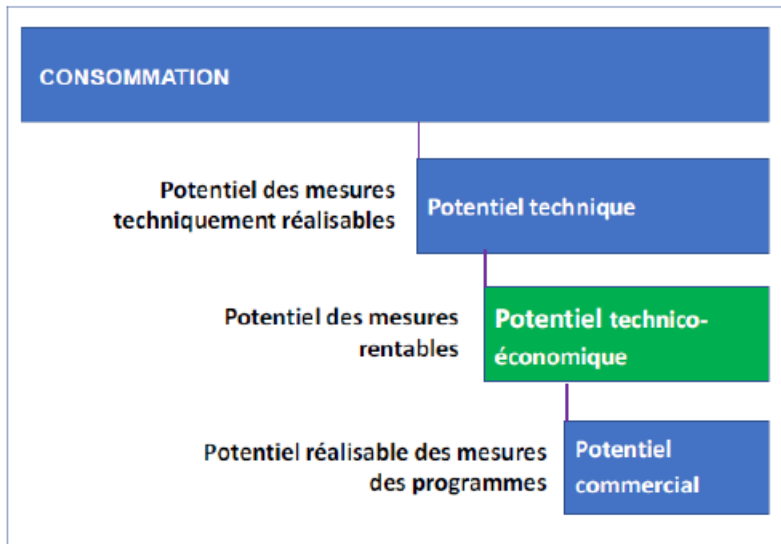 CONSOMMATION
Potentiel des mesures
techniquement réalisables
Potentiel technique
Potentiel des mesures
rentables
Potentiel technico-
économique
Potentiel réalisable des mesures
des programmes
Potentiel
commercial